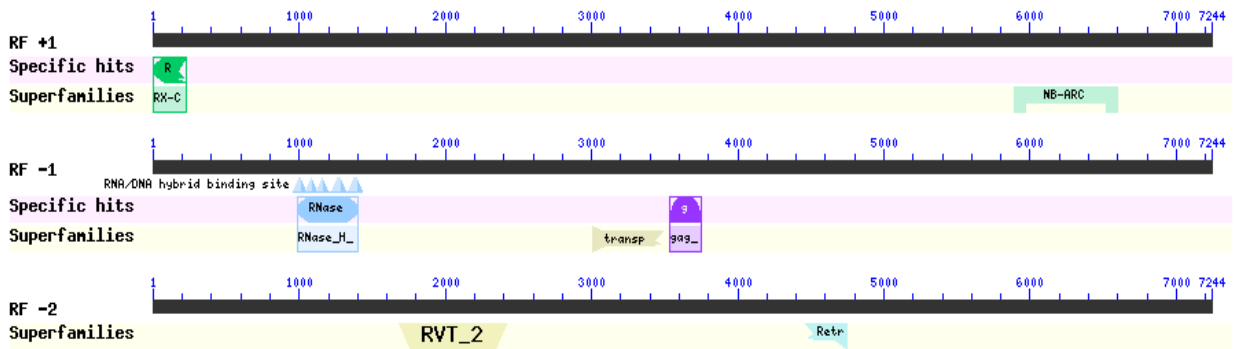 1 1000 2000 3000 4000 5000 6000 7000 7244
RF +1
Specific hits R
Superfamilies RX-C NB-ARC
1 1000 2000 3000 4000 5000 6000 7000 7244
RF -1
RNA/DNA hybrid binding site
Specific hits RNase g
Superfamilies RNase_H_ transp gag_
1 1000 2000 3000 4000 5000 6000 7000 7244
RF -2
Superfamilies RVT_2 Retr